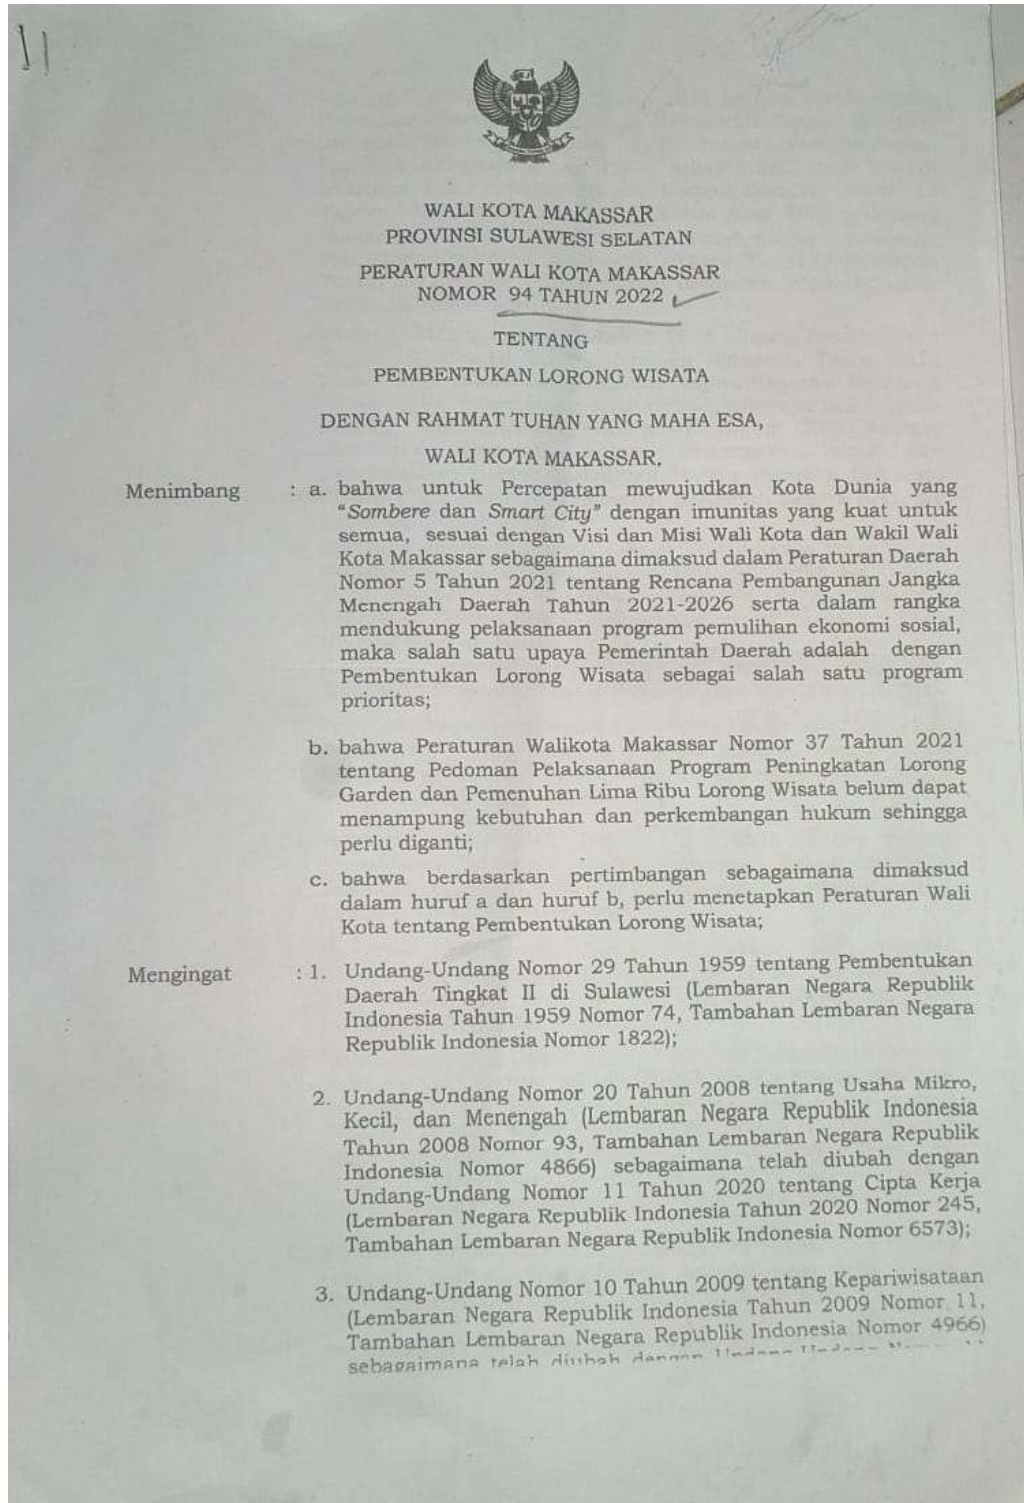 WALI KOTA MAKASSAR
PROVINSI SULAWESI SELATAN
PERATURAN WALI KOTA MAKASSAR
NOMOR 94 TAHUN 2022
TENTANG
PEMBENTUKAN LORONG WISATA
DENGAN RAHMAT TUHAN YANG MAHA ESA,
WALI KOTA MAKASSAR,
Menimbang : a. bahwa untuk Percepatan mewujudkan Kota Dunia yang
“Sombere dan Smart City” dengan imunitas yang kuat untuk
semua, sesuai dengan Visi dan Misi Wali Kota dan Wakil Wali
Kota Makassar sebagaimana dimaksud dalam Peraturan Daerah
Nomor 5 Tahun 2021 tentang Rencana Pembangunan Jangka
Menengah Daerah Tahun 2021-2026 serta dalam rangka
mendukung pelaksanaan program pemulihan ekonomi sosial,
maka salah satu upaya Pemerintah Daerah adalah dengan
Pembentukan Lorong Wisata sebagai salah satu program
prioritas;
b. bahwa Peraturan Walikota Makassar Nomor 37 Tahun 2021
tentang Pedoman Pelaksanaan Program Peningkatan Lorong
Garden dan Pemenuhan Lima Ribu Lorong Wisata belum dapat
menampung kebutuhan dan perkembangan hukum sehingga
perlu diganti;
c. bahwa berdasarkan pertimbangan sebagaimana dimaksud
dalam huruf a dan huruf b, perlu menetapkan Peraturan Wali
Kota tentang Pembentukan Lorong Wisata;
Mengingat : 1. Undang-Undang Nomor 29 Tahun 1959 tentang Pembentukan
Daerah Tingkat II di Sulawesi (Lembaran Negara Republik
Indonesia Tahun 1959 Nomor 74, Tambahan Lembaran Negara
Republik Indonesia Nomor 1822);
2. Undang-Undang Nomor 20 Tahun 2008 tentang Usaha Mikro,
Kecil, dan Menengah (Lembaran Negara Republik Indonesia
Tahun 2008 Nomor 93, Tambahan Lembaran Negara Republik
Indonesia Nomor 4866) sebagaimana telah diubah dengan
Undang-Undang Nomor 11 Tahun 2020 tentang Cipta Kerja
(Lembaran Negara Republik Indonesia Tahun 2020 Nomor 245,
Tambahan Lembaran Negara Republik Indonesia Nomor 6573);
3. Undang-Undang Nomor 10 Tahun 2009 tentang Kepariwisataan
(Lembaran Negara Republik Indonesia Tahun 2009 Nomor 11,
Tambahan Lembaran Negara Republik Indonesia Nomor 4966)
sebagaimana telah diubah dengan